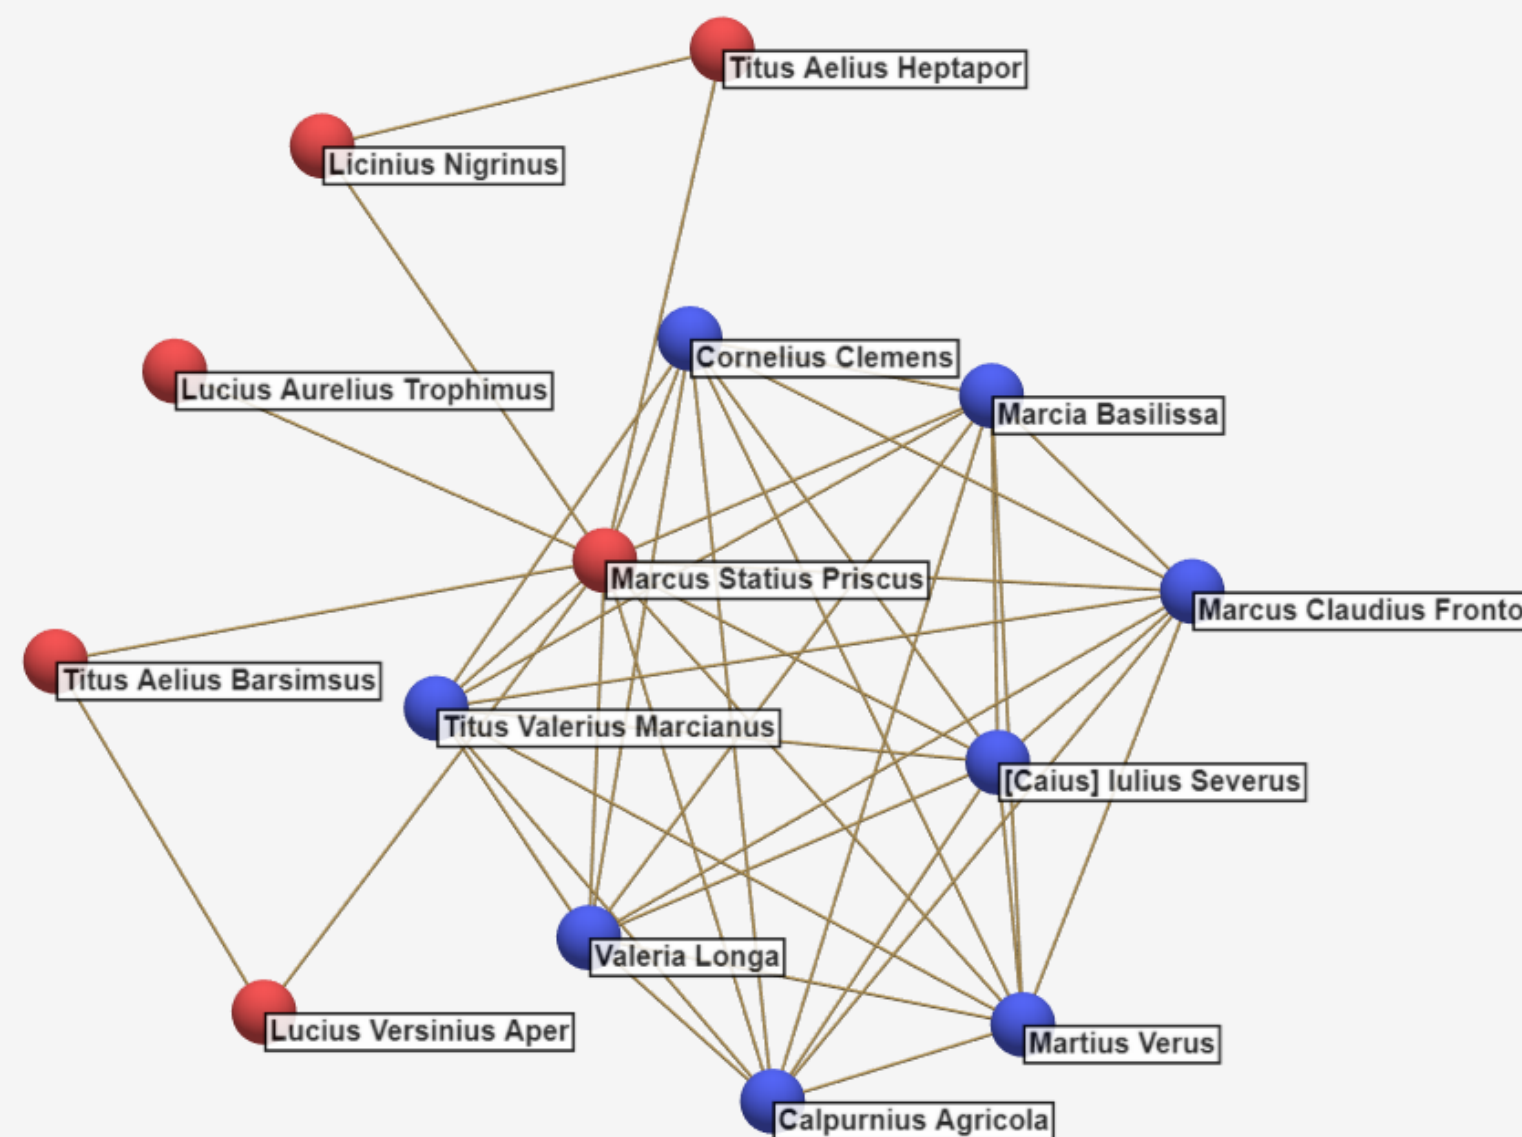 Titus Aelius Heptapor
Licinius Nigrinus
Cornelius Clemens
Lucius Aurelius Trophimus
Marcia Basilissa
Marcus Statius Priscus
Marcus Claudius Fronto
Titus Aelius Barsimsus
Titus Valerius Marcianus
[Caius] Iulius Severus
Valeria Longa
Lucius Versinius Aper
Martius Verus
Calpurnius Agricola